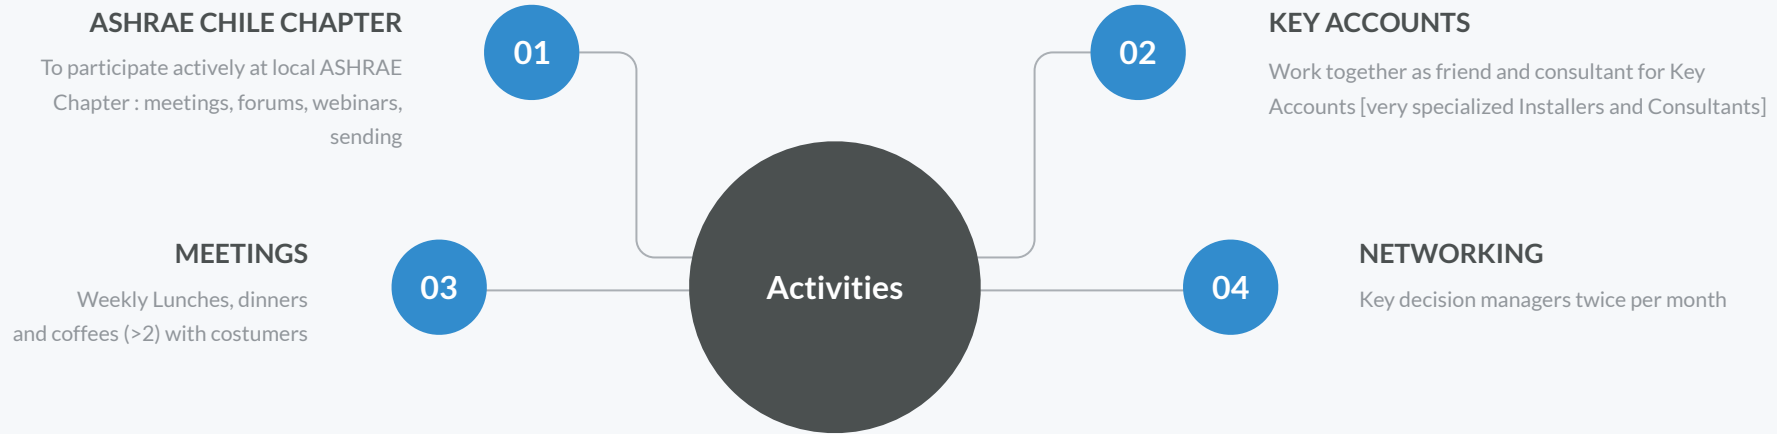 ASHRAE CHILE CHAPTER
To participate actively at local ASHRAE
Chapter : meetings, forums, webinars,
sending
01
02
KEY ACCOUNTS
Work together as friend and consultant for Key
Accounts [very specialized Installers and Consultants]
MEETINGS
Weekly Lunches, dinners
and coffees (>2) with costumers
03
Activities
04
NETWORKING
Key decision managers twice per month